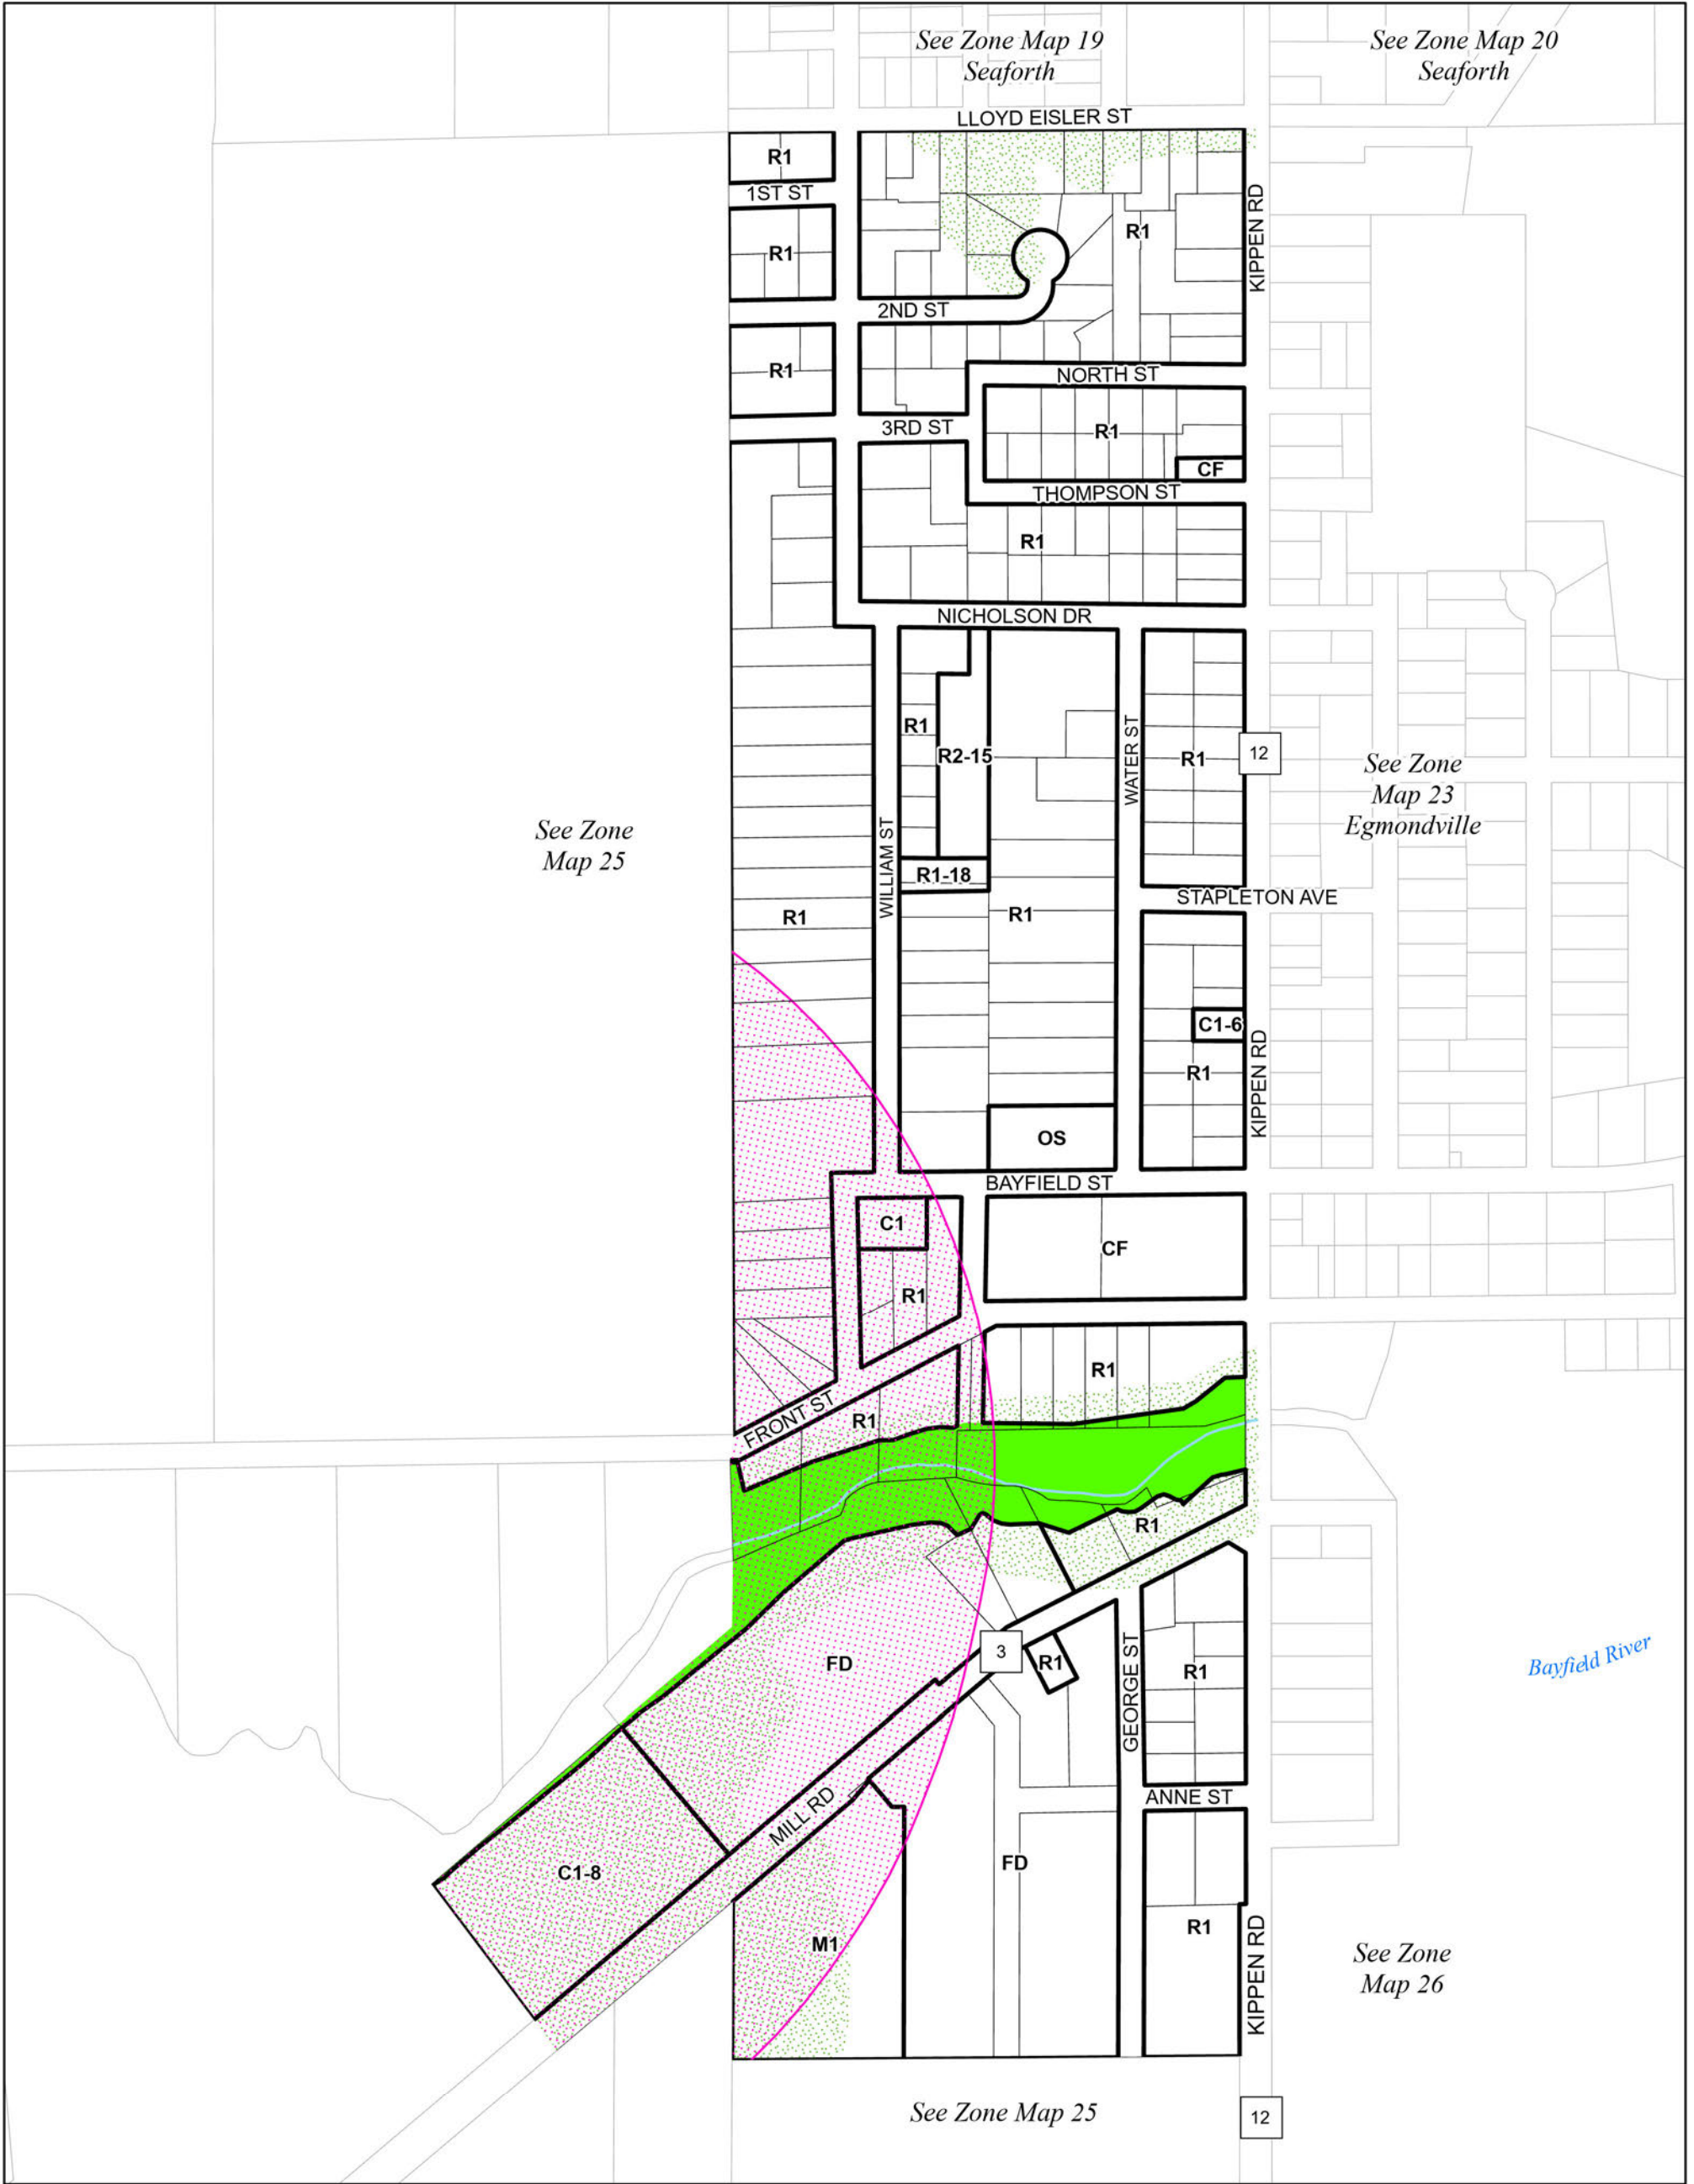 See Zone Map 19
Seaforth
See Zone Map 20
Seaforth
LLOYD EISLER ST
R1
1ST ST
KIPPEN RD
R1
R1
2ND ST
R1
NORTH ST
3RD ST
R1
CF
THOMPSON ST
R1
NICHOLSON DR
R1
WATER ST
R2-15
R1
12
See Zone
Map 23
Egmondville
See Zone
Map 25
WILLIAM ST
R1-18
STAPLETON AVE
R1
R1
C1-6
R1
KIPPEN RD
OS
BAYFIELD ST
C1
CF
R1
R1
FRONT ST
R1
R1
FD
3
R1
GEORGE ST
R1
Bayfield River
MILL RD
ANNE ST
C1-8
FD
M1
R1
KIPPEN RD
See Zone
Map 26
See Zone Map 25
12